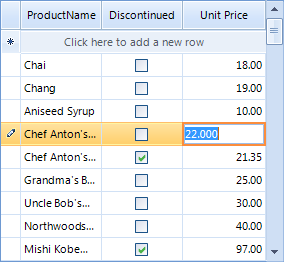 ProductName Discontinued Unit Price
Click here to add a new row
Chai 18.00
Chang 19.00
Aniseed Syrup 10.00
Chef Anton's... 22.000
Chef Anton's... 21.35
Grandma's B... 25.00
Uncle Bob's... 30.00
Northwoods... 40.00
Mishi Kobe... 97.00